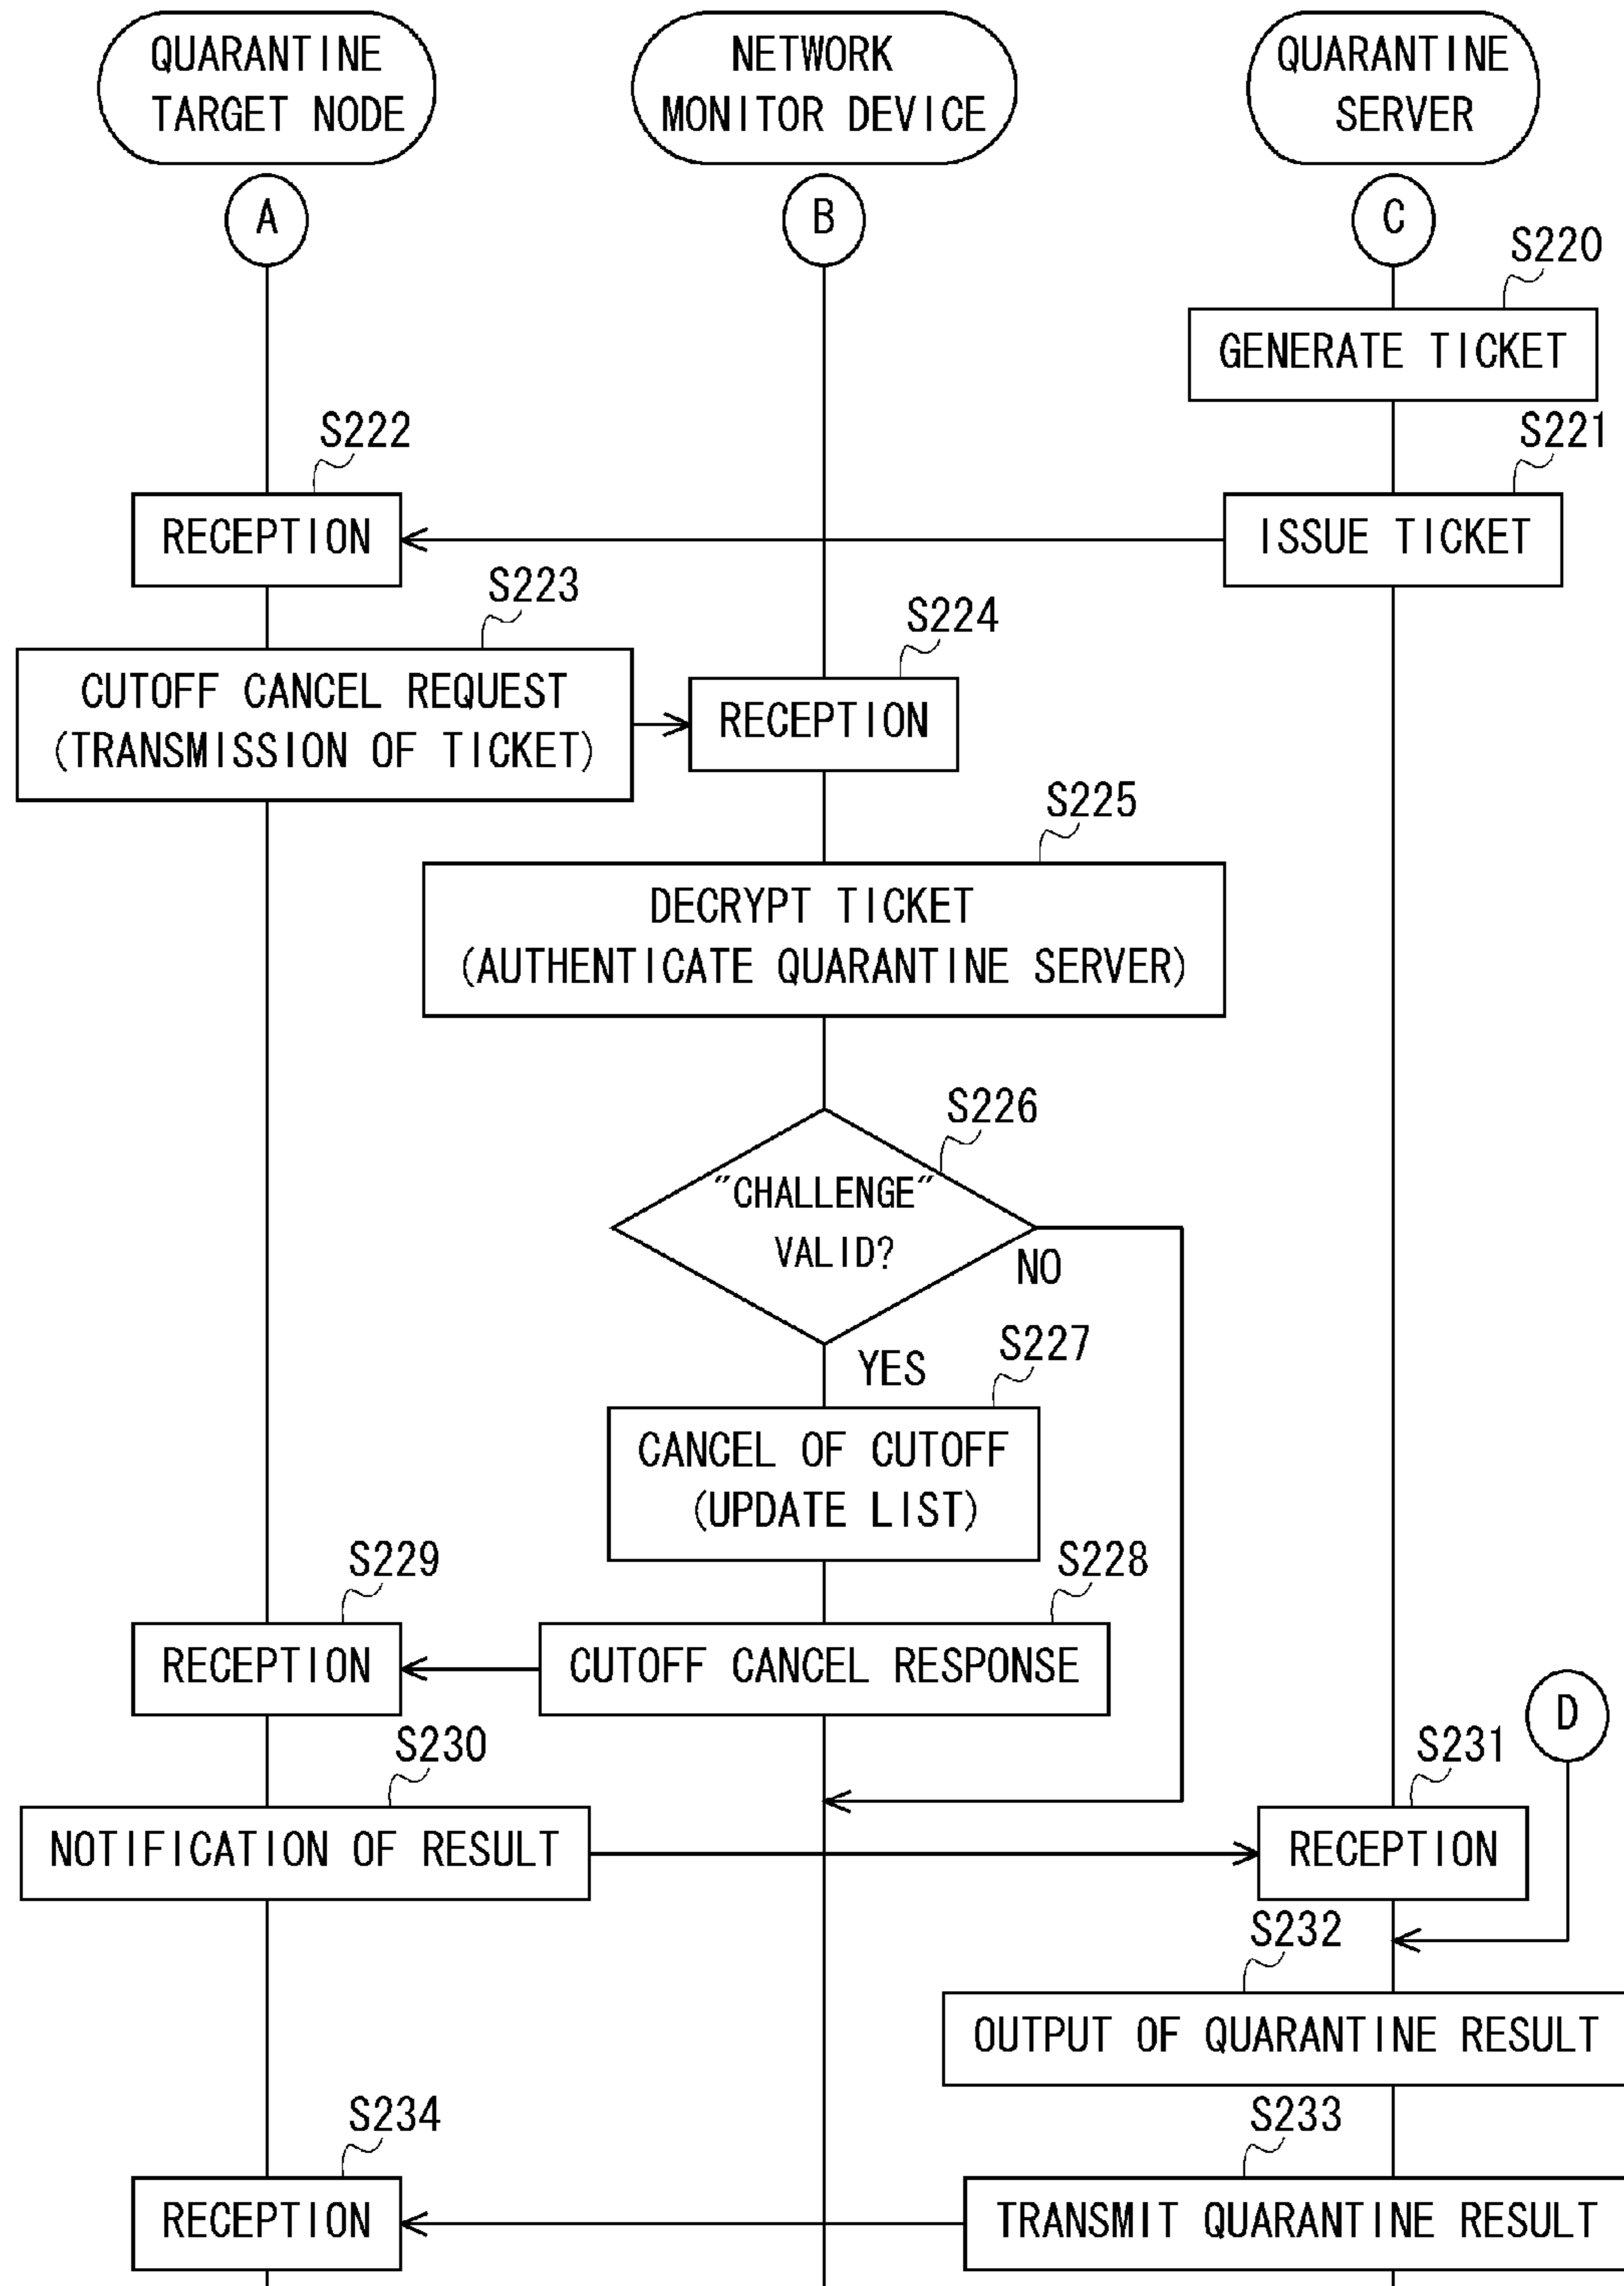 QUARANTINE
TARGET NODE
NETWORK
MONITOR DEVICE
QUARANTINE
SERVER
A
B
C
S220
GENERATE TICKET
S221
ISSUE TICKET
S222
RECEPTION
S223
CUTOFF CANCEL REQUEST
(TRANSMISSION OF TICKET)
S224
RECEPTION
S225
DECRYPT TICKET
(AUTHENTICATE QUARANTINE SERVER)
S226
"CHALLENGE"
VALID?
NO
YES
S227
CANCEL OF CUTOFF
(UPDATE LIST)
S228
CUTOFF CANCEL RESPONSE
S229
RECEPTION
S230
NOTIFICATION OF RESULT
S231
RECEPTION
D
S232
OUTPUT OF QUARANTINE RESULT
S233
TRANSMIT QUARANTINE RESULT
S234
RECEPTION